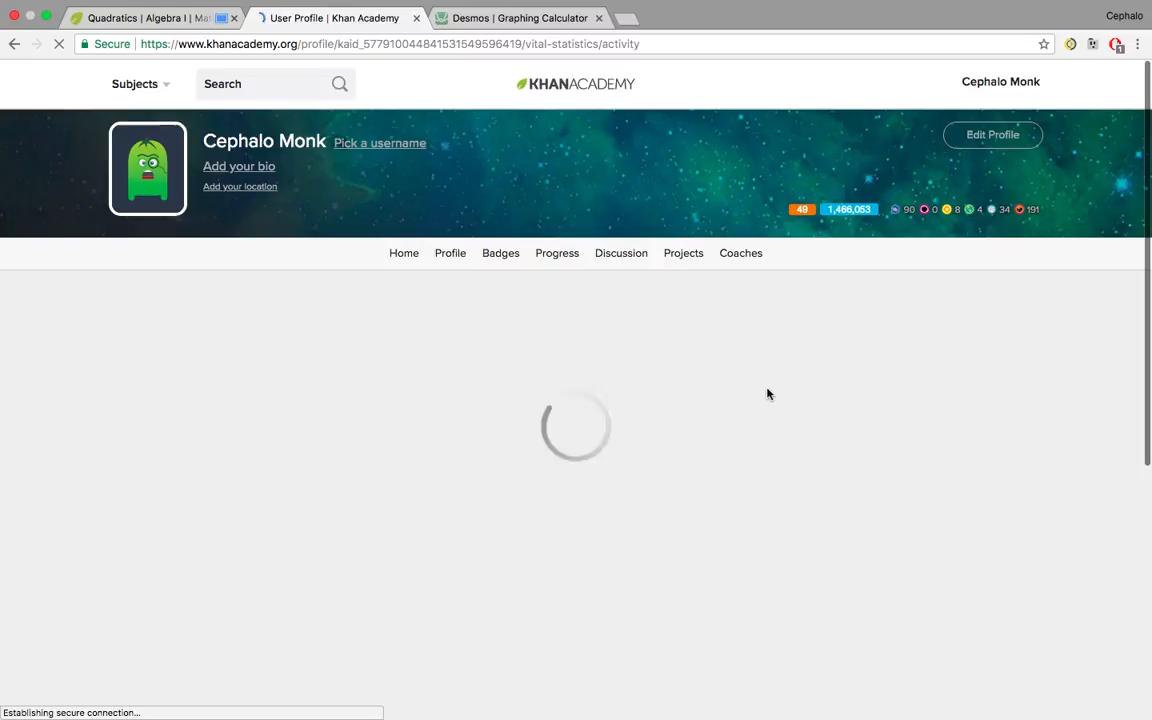 Quadratics | Algebra I | Mat
User Profile | Khan Academy
Desmos | Graphing Calculator
Cephalo
Secure
https://www.khanacademy.org/profile/kaid_577910044841531549596419/vital-statistics/activity
1
Subjects
Search
KHANACADEMY
Cephalo Monk
Cephalo Monk
Pick a username
Add your bio
Add your location
Edit Profile
49
1,466,053
90
0
8
4
34
191
Home
Profile
Badges
Progress
Discussion
Projects
Coaches
Establishing secure connection...